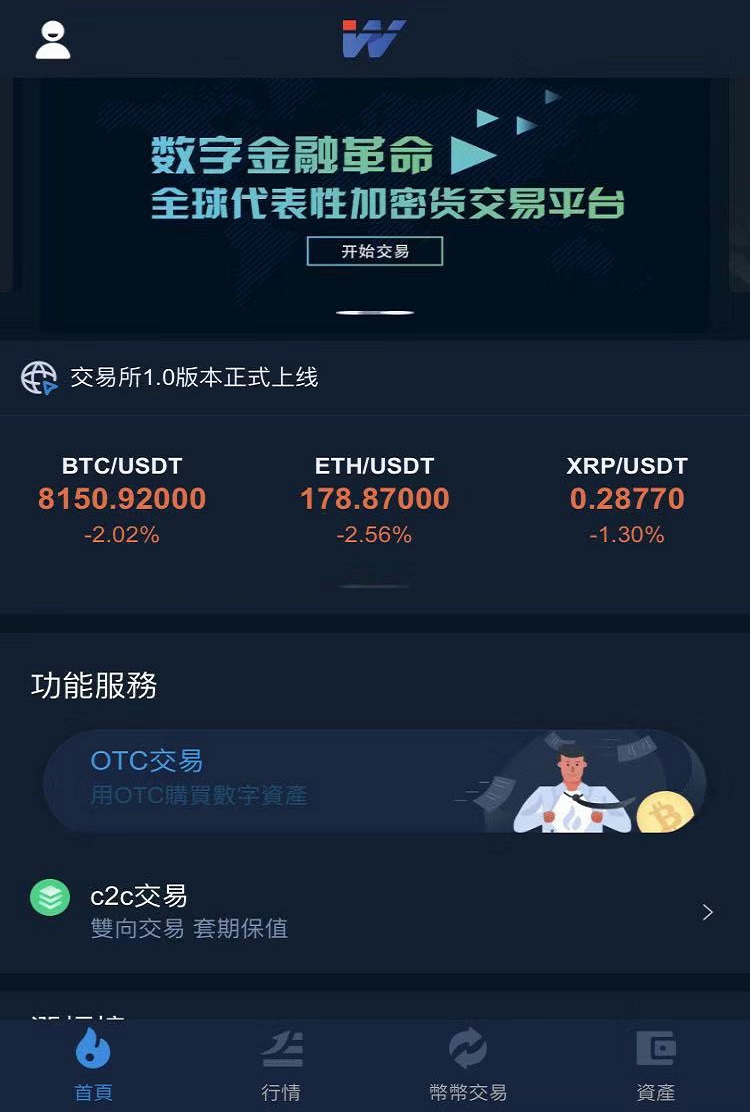 数字金融革命
全球代表性加密货交易平台
开始交易
交易所1.0版本正式上线
BTC/USDT
ETH/USDT
XRP/USDT
8150.92000
178.87000
0.28770
-2.02%
-2.56%
-1.30%
功能服務
OTC交易
用OTC購買數字資產
c2c交易
雙向交易 套期保值
首頁
行情
幣幣交易
資產